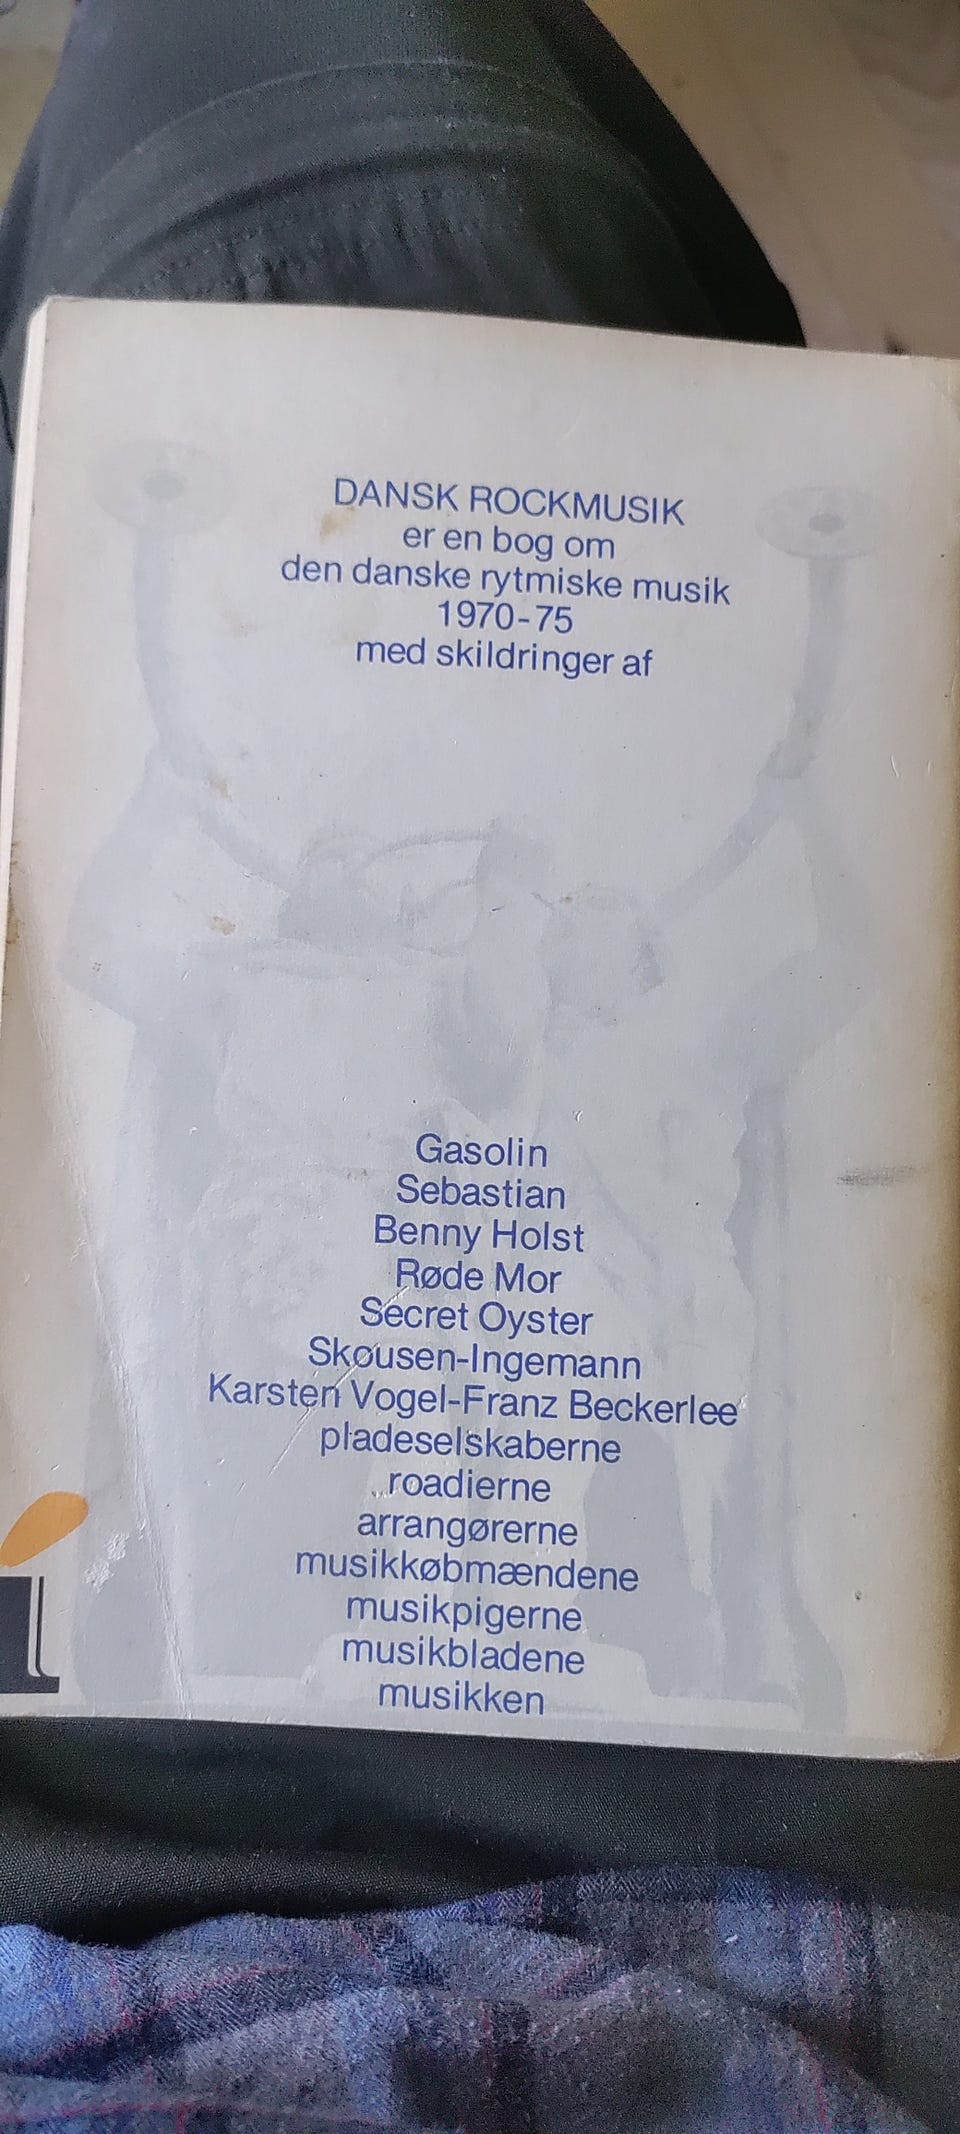 DANSK ROCKMUSIK
er en bog om
den danske rytmiske musik
1970-75
med skildringer af
Gasolin
Sebastian
Benny Holst
Røde Mor
Secret Oyster
Skousen-Ingemann
Karsten Vogel-Franz Beckerlee
pladeselskaberne
roadierne
arrangørerne
musikkøbmændene
musikpigerne
musikbladene
musikken